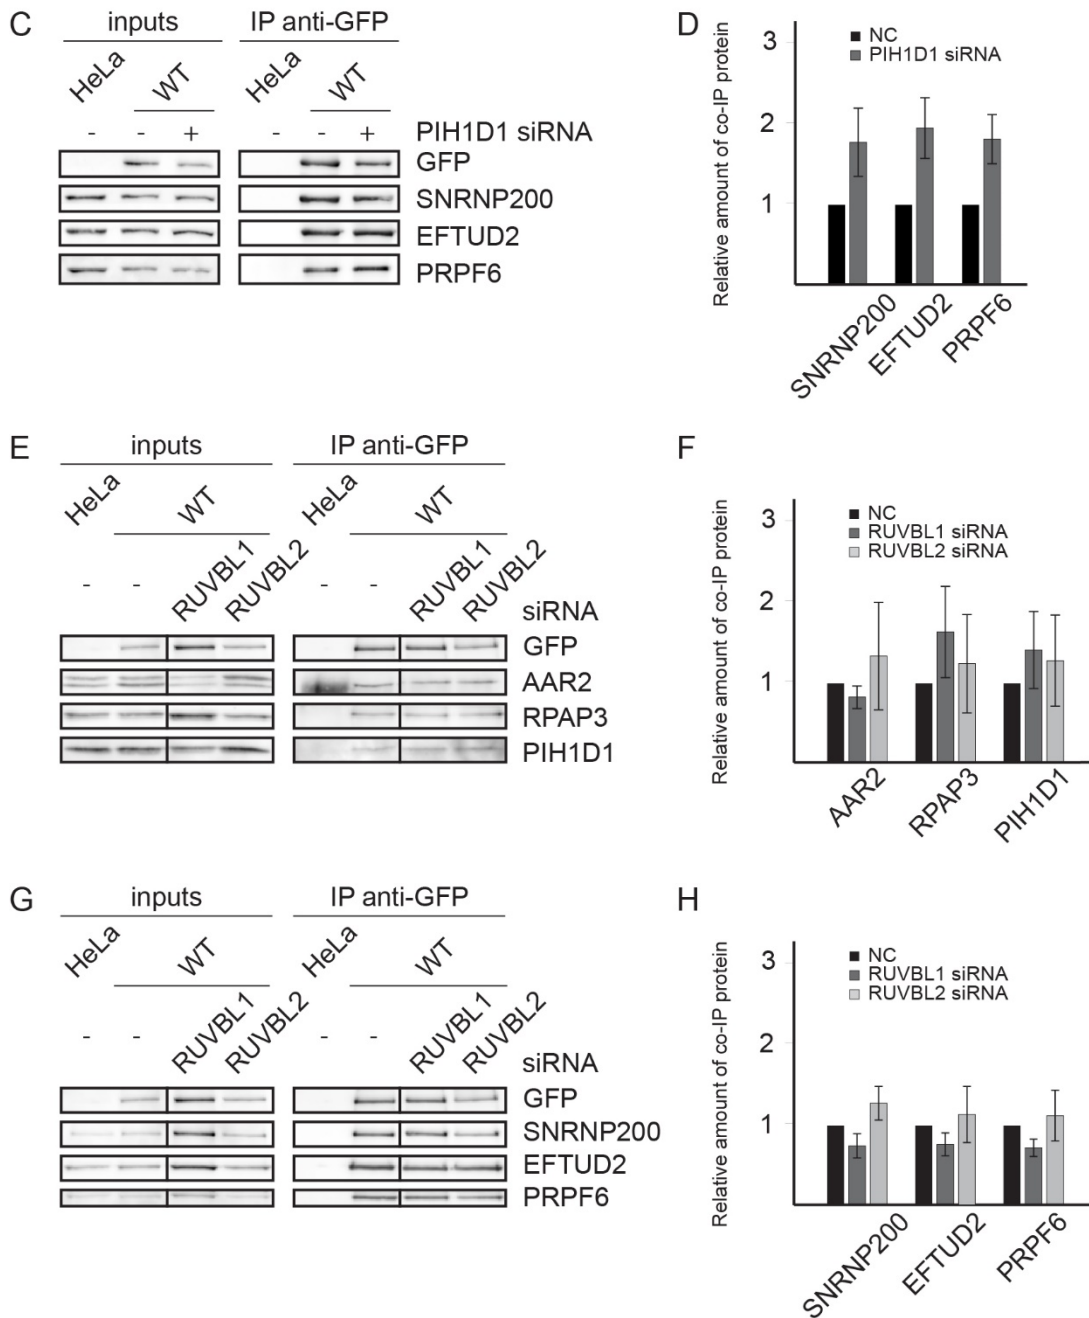 C
inputs
IP anti-GFP
HeLa
WT
HeLa
WT
- - + - - + PIH1D1 siRNA
GFP
SNRNP200
EFTUD2
PRPF6
D
Relative amount of co-IP protein
3
2
1
NC
PIH1D1 siRNA
SNRNP200
EFTUD2
PRPF6
E
inputs
IP anti-GFP
HeLa
WT
HeLa
WT
- - RUVBL1 RUVBL2 - - RUVBL1 RUVBL2
siRNA
GFP
AAR2
RPAP3
PIH1D1
F
Relative amount of co-IP protein
3
2
1
NC
RUVBL1 siRNA
RUVBL2 siRNA
AAR2
RPAP3
PIH1D1
G
inputs
IP anti-GFP
HeLa
WT
HeLa
WT
- - RUVBL1 RUVBL2 - - RUVBL1 RUVBL2
siRNA
GFP
SNRNP200
EFTUD2
PRPF6
H
Relative amount of co-IP protein
3
2
1
NC
RUVBL1 siRNA
RUVBL2 siRNA
SNRNP200
EFTUD2
PRPF6